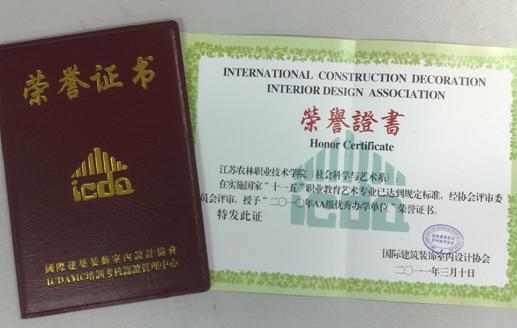 荣誉证书
icda
國際建築装飾室内設計協會
ICDAMC培訓考核認證管理中心
INTERNATIONAL CONSTRUCTION DECORATION
INTERIOR DESIGN ASSOCIATION
榮譽證書
Honor Certificate
江苏农林职业技术学院（社会科学与艺术系）：
在实施国家“十一五”职业教育艺术专业已达到规定标准，经协会评审委
员会评审，授予“二〇一〇年AA级优秀办学单位”荣誉证书。
特发此证
国际建筑装饰室内设计协会
二〇一一年三月十日